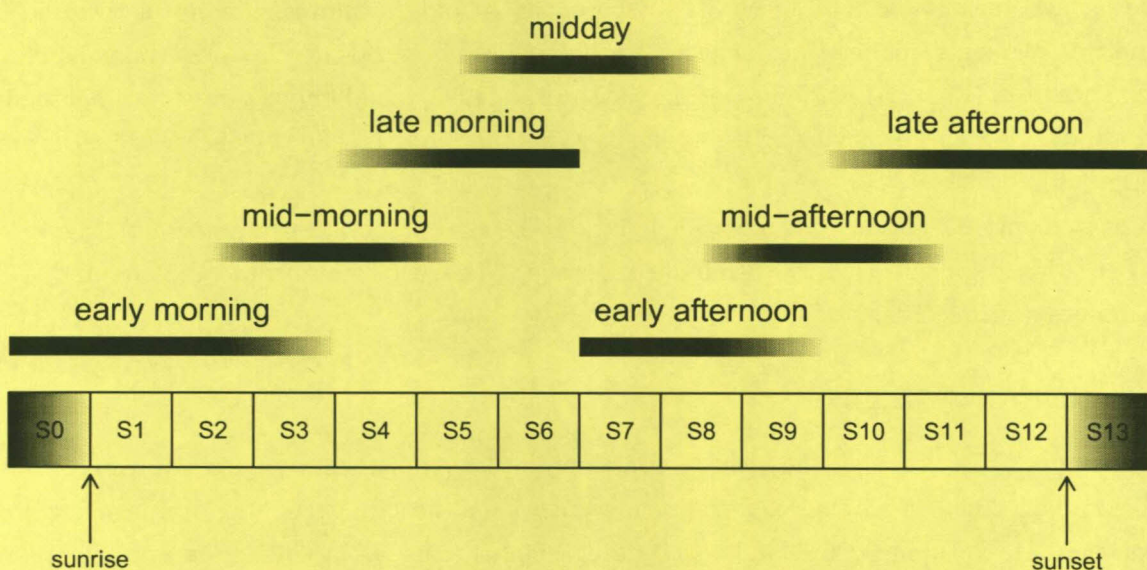 midday
late morning late afternoon
mid−morning mid−afternoon
early morning early afternoon
S0 S1 S2 S3 S4 S5 S6 S7 S8 S9 S10 S11 S12 S13
sunrise sunset